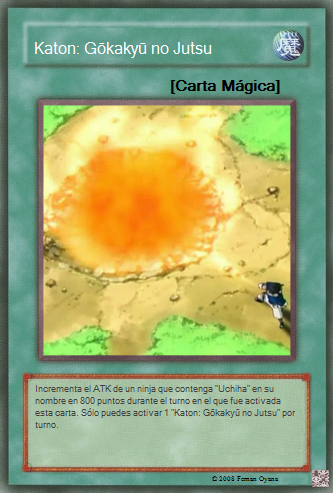 Katon: Gōkakyū no Jutsu
魔
[Carta Mágica]
Incrementa el ATK de un ninja que contenga "Uchiha" en su
nombre en 800 puntos durante el turno en el que fue activada
esta carta. Sólo puedes activar 1 "Katon: Gōkakyū no Jutsu" por
turno.
© 2008 Ferran Oyana